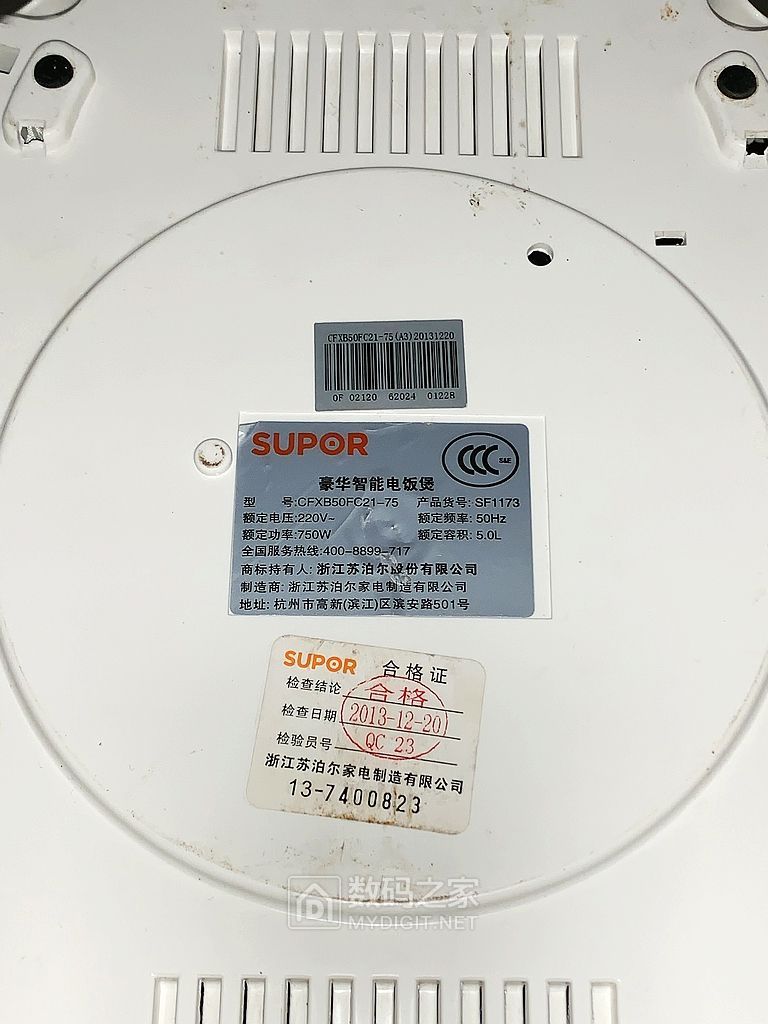 CFXB50FC21-75(A3)20131220
0F 02120 62024 01228
SUPOR
CCC S&E
豪华智能电饭煲
型 号:CFXB50FC21-75 产品货号: SF1173
额定电压:220V~ 额定频率: 50Hz
额定功率:750W 额定容积: 5.0L
全国服务热线:400-8899-717
商标持有人: 浙江苏泊尔股份有限公司
制造商: 浙江苏泊尔家电制造有限公司
地址: 杭州市高新(滨江)区滨安路501号
SUPOR 合格证
检查结论 合格
检查日期 2013-12-20
检验员号 QC 23
浙江苏泊尔家电制造有限公司
13-7400823
数码之家
MYDIGIT.NET